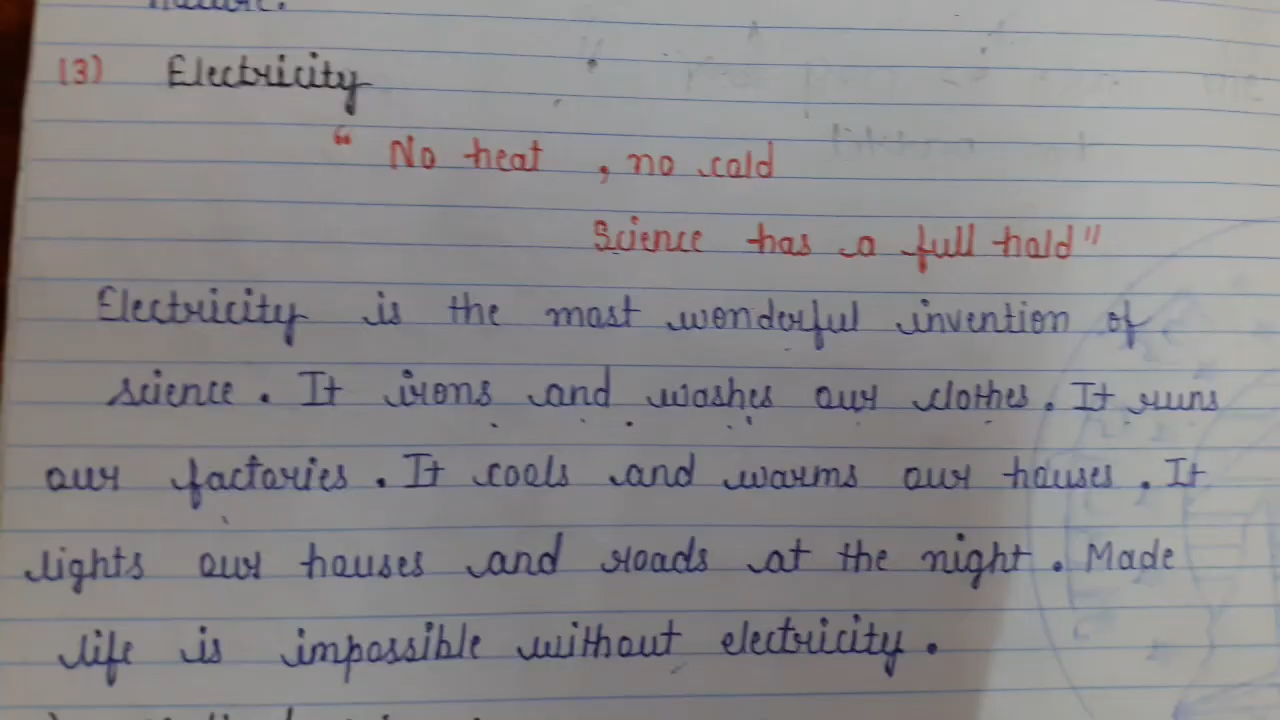 (3) Electricity
" No heat , no cold
Science has a full hold"
Electricity is the most wonderful invention of
science. It irons and washes our clothes. It runs
our factories. It cools and warms our houses. It
lights our houses and roads at the night. Made
life is impossible without electricity.